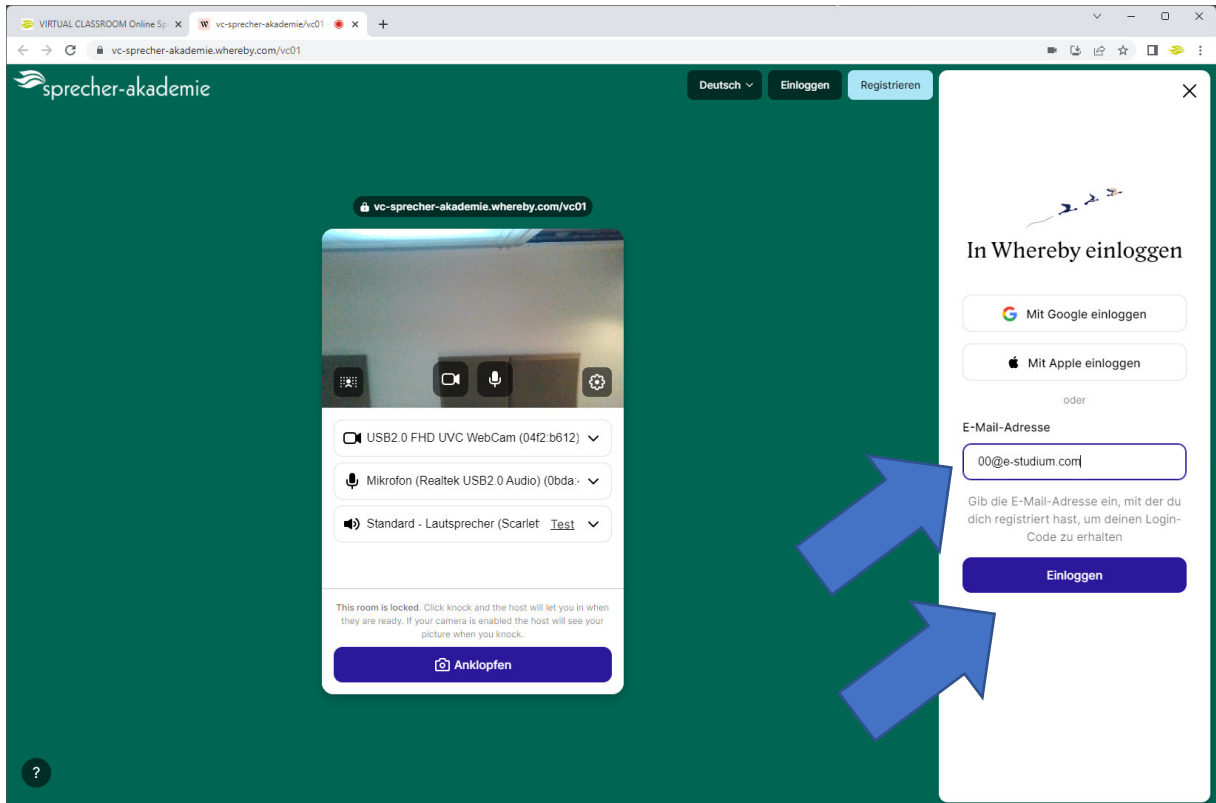 VIRTUAL CLASSROOM Online Sp
vc-sprecher-akademie/vc01
vc-sprecher-akademie.whereby.com/vc01
sprecher-akademie
Deutsch
Einloggen
Registrieren
vc-sprecher-akademie.whereby.com/vc01
USB2.0 FHD UVC WebCam (04f2:b612)
Mikrofon (Realtek USB2.0 Audio) (0bda:
Standard - Lautsprecher (Scarlet Test
This room is locked. Click knock and the host will let you in when
they are ready. If your camera is enabled the host will see your
picture when you knock.
Anklopfen
?
In Whereby einloggen
Mit Google einloggen
Mit Apple einloggen
oder
E-Mail-Adresse
00@e-studium.com
Gib die E-Mail-Adresse ein, mit der du
dich registriert hast, um deinen Login-
Code zu erhalten
Einloggen